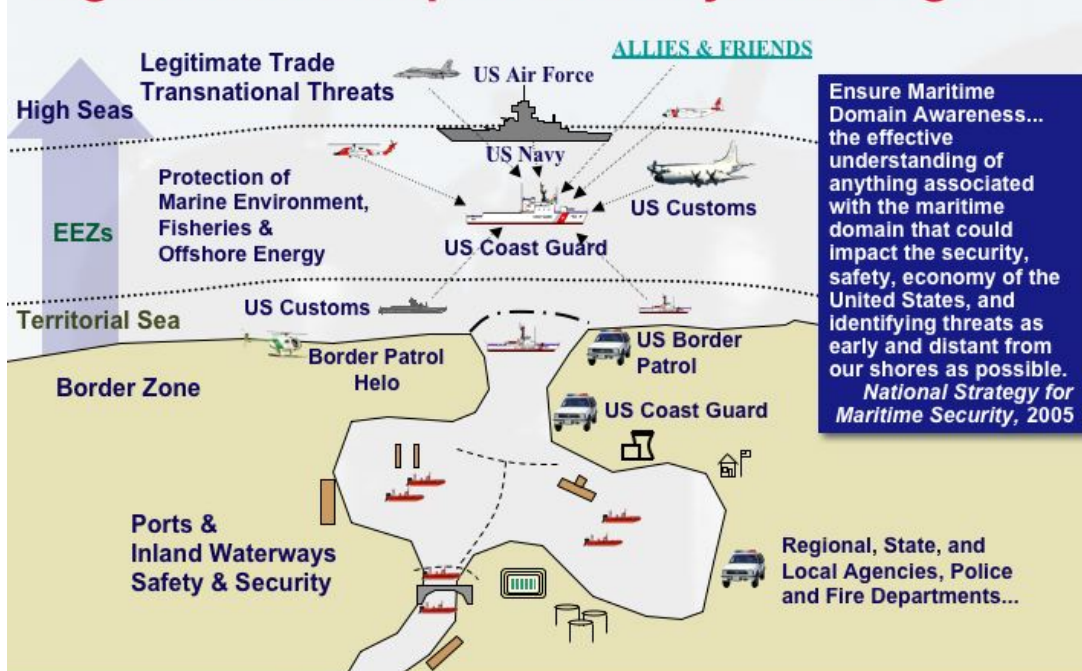 ALLIES & FRIENDS
Legitimate Trade
Transnational Threats
US Air Force
High Seas
US Navy
Protection of
Marine Environment,
Fisheries &
Offshore Energy
US Customs
EEZs
US Coast Guard
US Customs
Territorial Sea
Border Patrol
Helo
US Border
Patrol
Border Zone
US Coast Guard
Ports &
Inland Waterways
Safety & Security
Regional, State, and
Local Agencies, Police
and Fire Departments...
Ensure Maritime
Domain Awareness...
the effective
understanding of
anything associated
with the maritime
domain that could
impact the security,
safety, economy of the
United States, and
identifying threats as
early and distant from
our shores as possible.
National Strategy for
Maritime Security, 2005